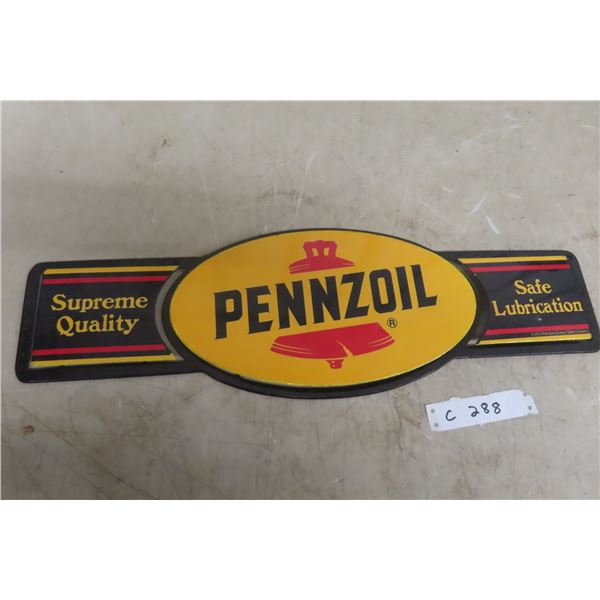 Supreme
Quality
PENNZOIL
®
Safe
Lubrication
C 288